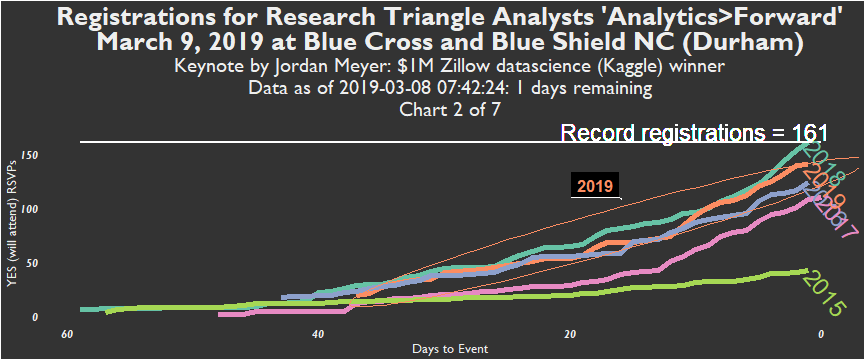 Registrations for Research Triangle Analysts 'Analytics>Forward'
March 9, 2019 at Blue Cross and Blue Shield NC (Durham)
Keynote by Jordan Meyer: $1M Zillow datascience (Kaggle) winner
Data as of 2019-03-08 07:42:24: 1 days remaining
Chart 2 of 7
Record registrations = 161
YES (will attend) RSVPs
150
100
50
0
2019
2018
2019
2017
2015
60
40
20
0
Days to Event